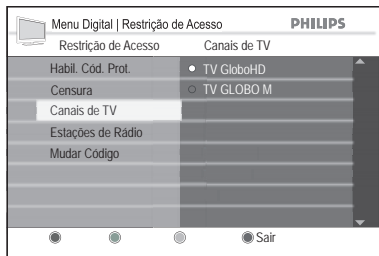 Menu Digital | Restrição de Acesso PHILIPS
Restrição de Acesso Canais de TV
Habil. Cód. Prot. TV GloboHD
Censura TV GLOBO M
Canais de TV
Estações de Rádio
Mudar Código
Sair